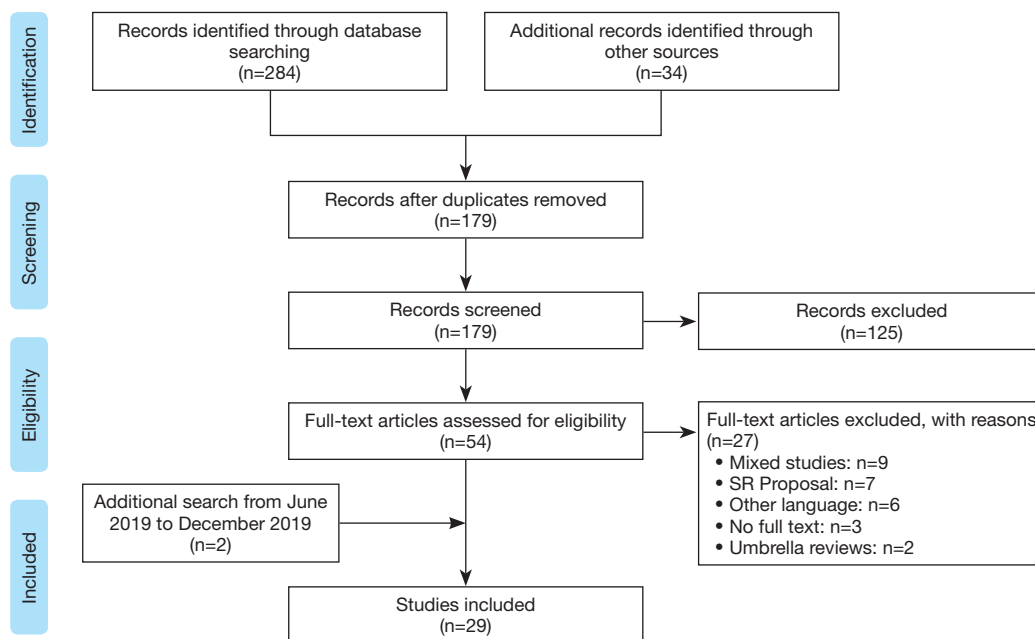 Identification
Records identified through database
searching
(n=284)
Additional records identified through
other sources
(n=34)
Screening
Records after duplicates removed
(n=179)
Records screened
(n=179)
Records excluded
(n=125)
Eligibility
Full-text articles assessed for eligibility
(n=54)
Full-text articles excluded, with reasons
(n=27)
• Mixed studies: n=9
• SR Proposal: n=7
• Other language: n=6
• No full text: n=3
• Umbrella reviews: n=2
Additional search from June
2019 to December 2019
(n=2)
Included
Studies included
(n=29)